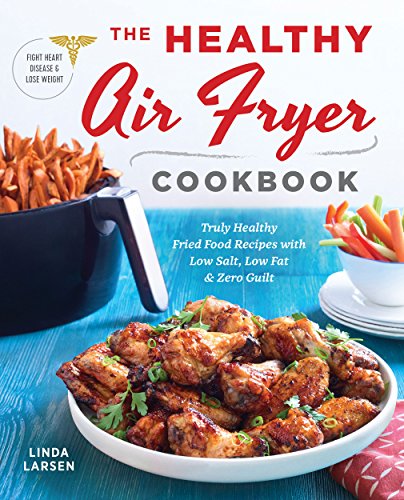 FIGHT HEART
DISEASE &
LOSE WEIGHT
THE HEALTHY
Air Fryer
COOKBOOK
Truly Healthy
Fried Food Recipes with
Low Salt, Low Fat
& Zero Guilt
LINDA
LARSEN